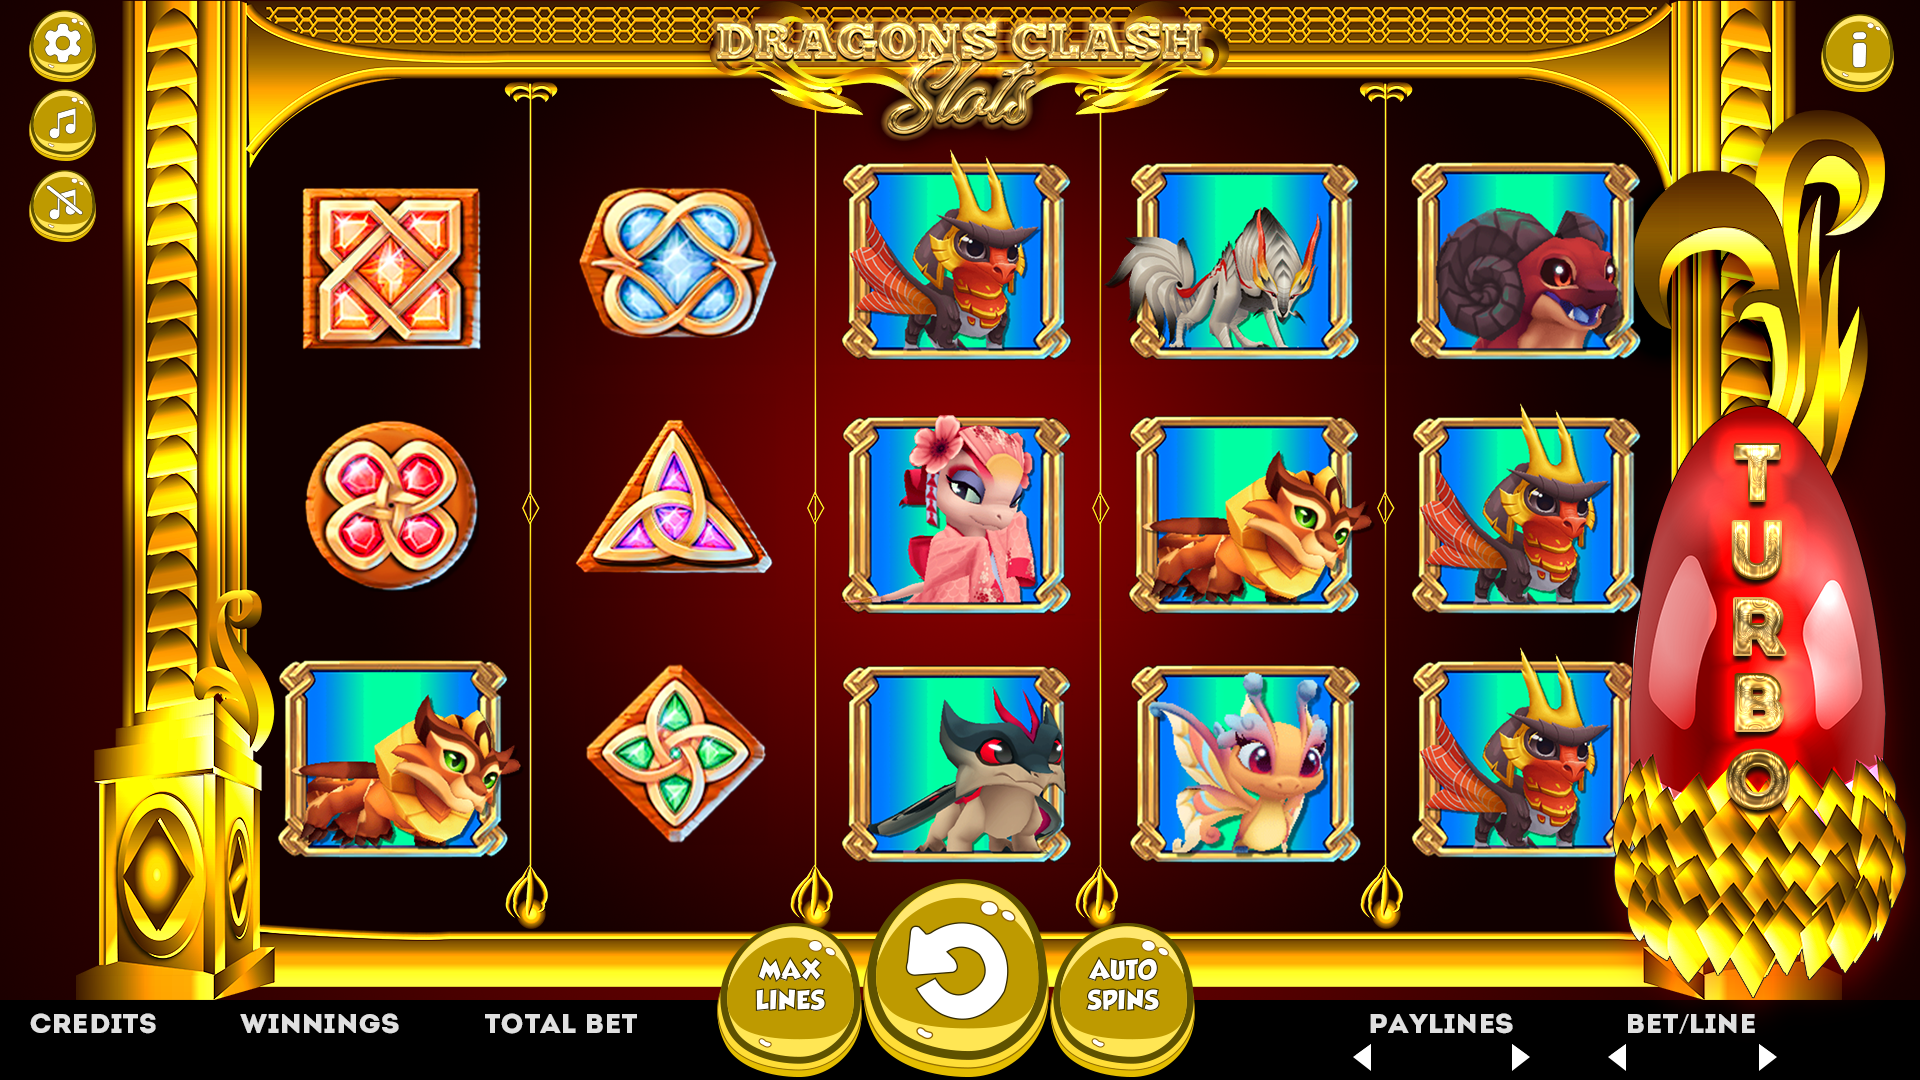 DRAGONS CLASH
Slots
TURBO
MAX
LINES
AUTO
SPINS
CREDITS
WINNINGS
TOTAL BET
PAYLINES
BET/LINE